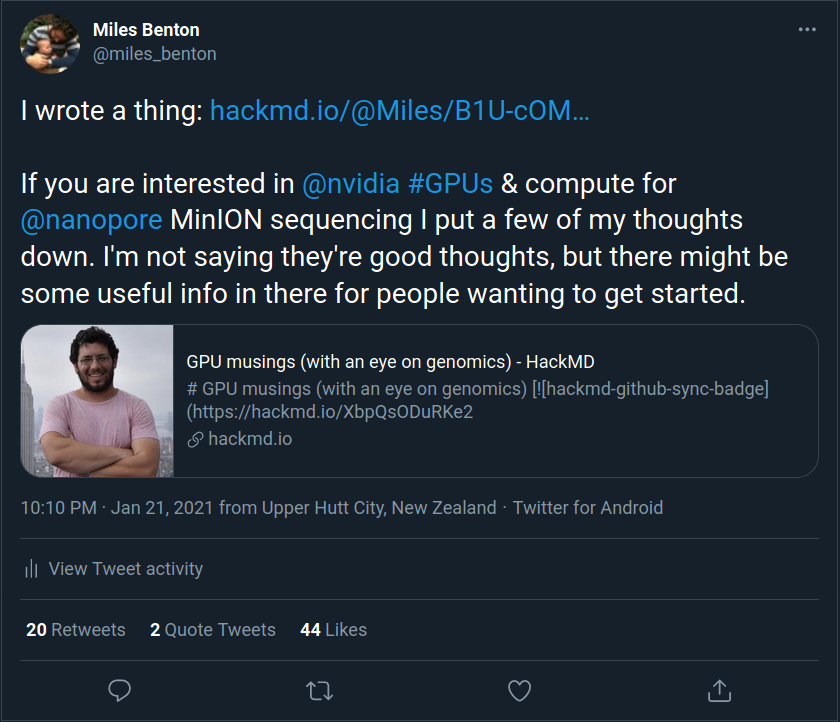 Miles Benton
@miles_benton
I wrote a thing: hackmd.io/@Miles/B1U-cOM...
If you are interested in @nvidia #GPUs & compute for
@nanopore MinION sequencing I put a few of my thoughts
down. I'm not saying they're good thoughts, but there might be
some useful info in there for people wanting to get started.
GPU musings (with an eye on genomics) - HackMD
# GPU musings (with an eye on genomics) [![hackmd-github-sync-badge]
(https://hackmd.io/XbpQsODuRKe2
hackmd.io
10:10 PM · Jan 21, 2021 from Upper Hutt City, New Zealand · Twitter for Android
View Tweet activity
20 Retweets 2 Quote Tweets 44 Likes